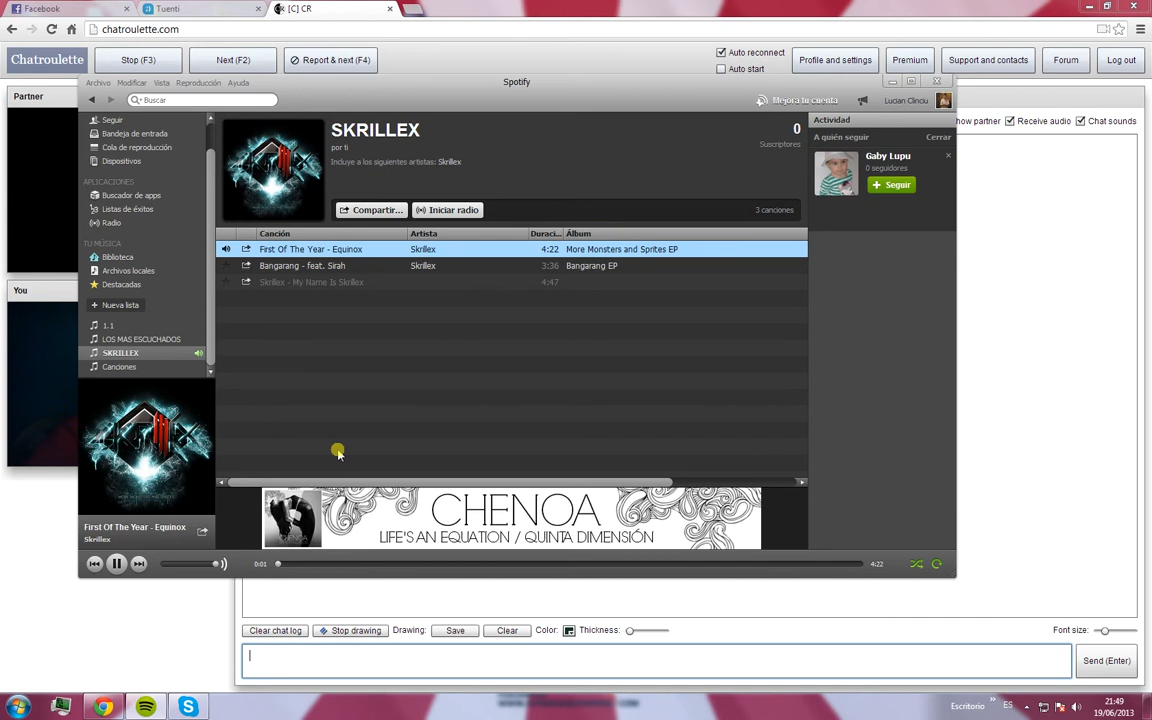 Facebook
Tuenti
[C] CR
chatroulette.com
Chatroulette
Stop (F3)
Next (F2)
Report & next (F4)
Auto reconnect
Auto start
Profile and settings
Premium
Support and contacts
Forum
Log out
Partner
how partner
Receive audio
Chat sounds
You
Spotify
Archivo
Modificar
Vista
Reproducción
Ayuda
Buscar
Mejora tu cuenta
Lucian Clinciu
Seguir
Bandeja de entrada
Cola de reproducción
Dispositivos
APLICACIONES
Buscador de apps
Listas de éxitos
Radio
TU MÚSICA
Biblioteca
Archivos locales
Destacadas
Nueva lista
1.1
LOS MAS ESCUCHADOS
SKRILLEX
Canciones
First Of The Year - Equinox
Skrillex
SKRILLEX
por ti
Incluye a los siguientes artistas: Skrillex
0
Suscriptores
Compartir...
Iniciar radio
3 canciones
Canción Artista Duraci... Álbum
First Of The Year - Equinox Skrillex 4:22 More Monsters and Sprites EP
Bangarang - feat. Sirah Skrillex 3:36 Bangarang EP
Skrillex - My Name Is Skrillex 4:47
Actividad
A quién seguir
Cerrar
Gaby Lupu
0 seguidores
Seguir
CHENOA
LIFE'S AN EQUATION / QUINTA DIMENSIÓN
0:01
4:22
Clear chat log
Stop drawing
Drawing:
Save
Clear
Color:
Thickness:
Font size:
Send (Enter)
Escritorio
ES
21:49
19/06/2013